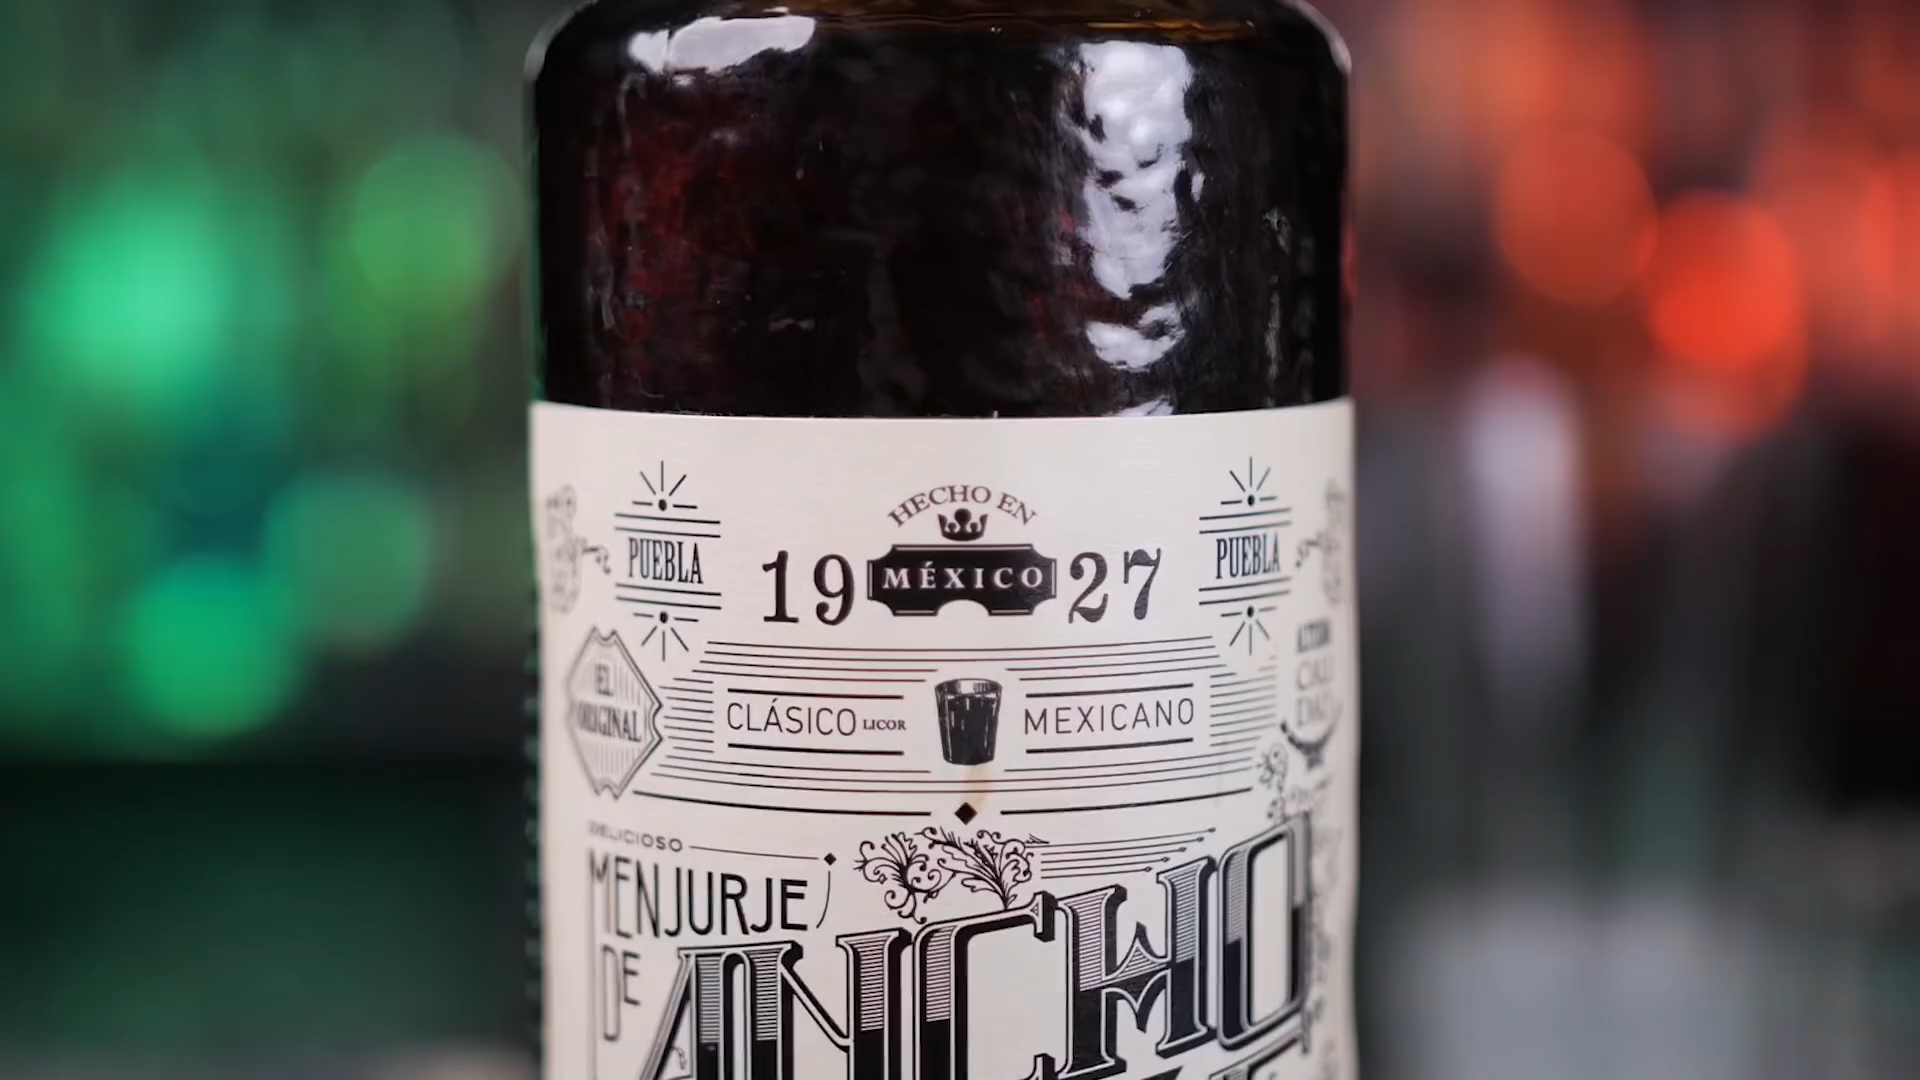 HECHO EN
PUEBLA
19 MÉXICO 27
PUEBLA
EL
ORIGINAL
CLÁSICO LICOR MEXICANO
DELICIOSO
MENJURJE
DE
ANCHO